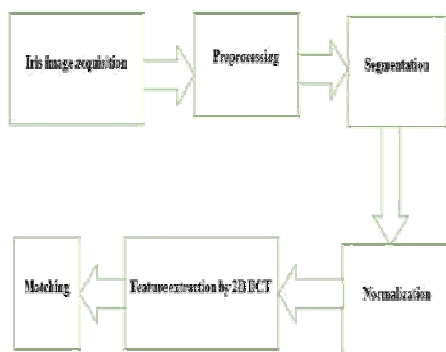 Iris image acquisition
Preprocessing
Segmentation
Normalization
Feature extraction by 2D DCT
Matching